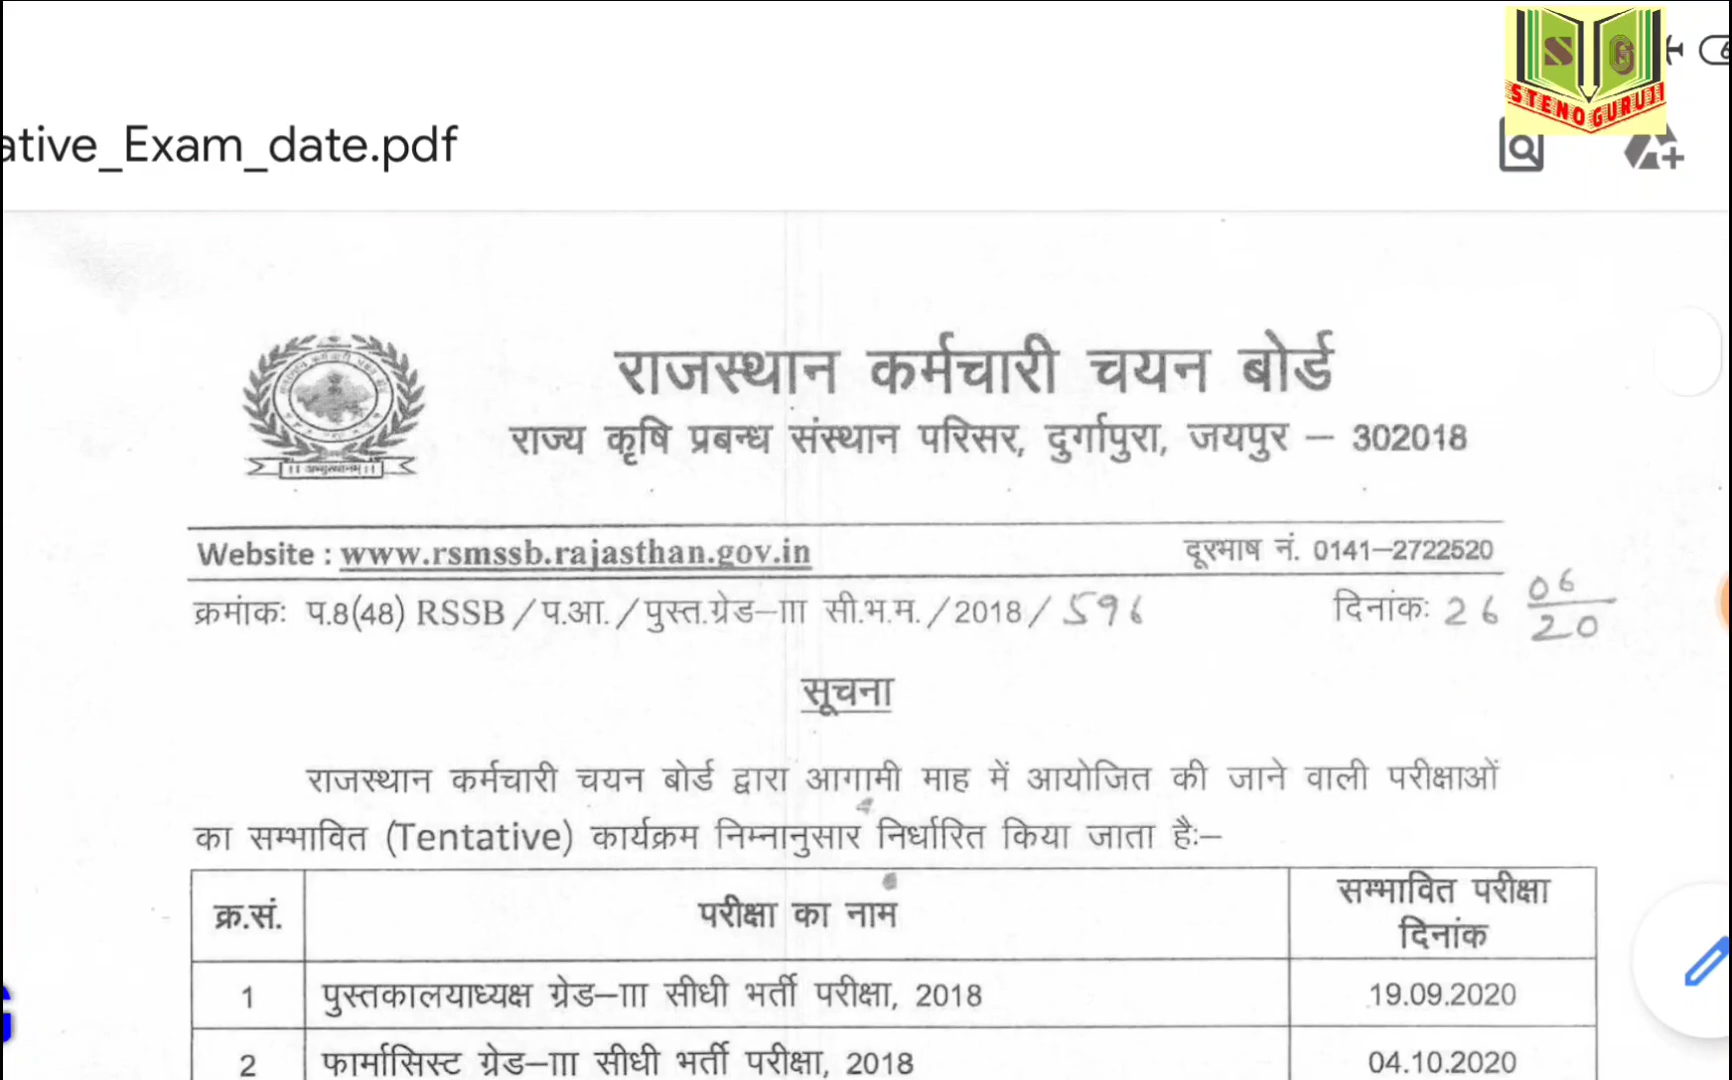 S G
STENO GURUJI
ative_Exam_date.pdf
राजस्थान कर्मचारी चयन बोर्ड
राज्य कृषि प्रबन्ध संस्थान परिसर, दुर्गापुरा, जयपुर – 302018
Website : www.rsmssb.rajasthan.gov.in दूरभाष नं. 0141–2722520
क्रमांकः प.8(48) RSSB / प.आ. / पुस्त.ग्रेड–III सी.भ.म. / 2018 / 596 दिनांकः 26 06/20
सूचना
राजस्थान कर्मचारी चयन बोर्ड द्वारा आगामी माह में आयोजित की जाने वाली परीक्षाओं
का सम्भावित (Tentative) कार्यक्रम निम्नानुसार निर्धारित किया जाता हैः–
क्र.सं. परीक्षा का नाम सम्भावित परीक्षा
दिनांक
1 पुस्तकालयाध्यक्ष ग्रेड–III सीधी भर्ती परीक्षा, 2018 19.09.2020
2 फार्मासिस्ट ग्रेड–III सीधी भर्ती परीक्षा, 2018 04.10.2020